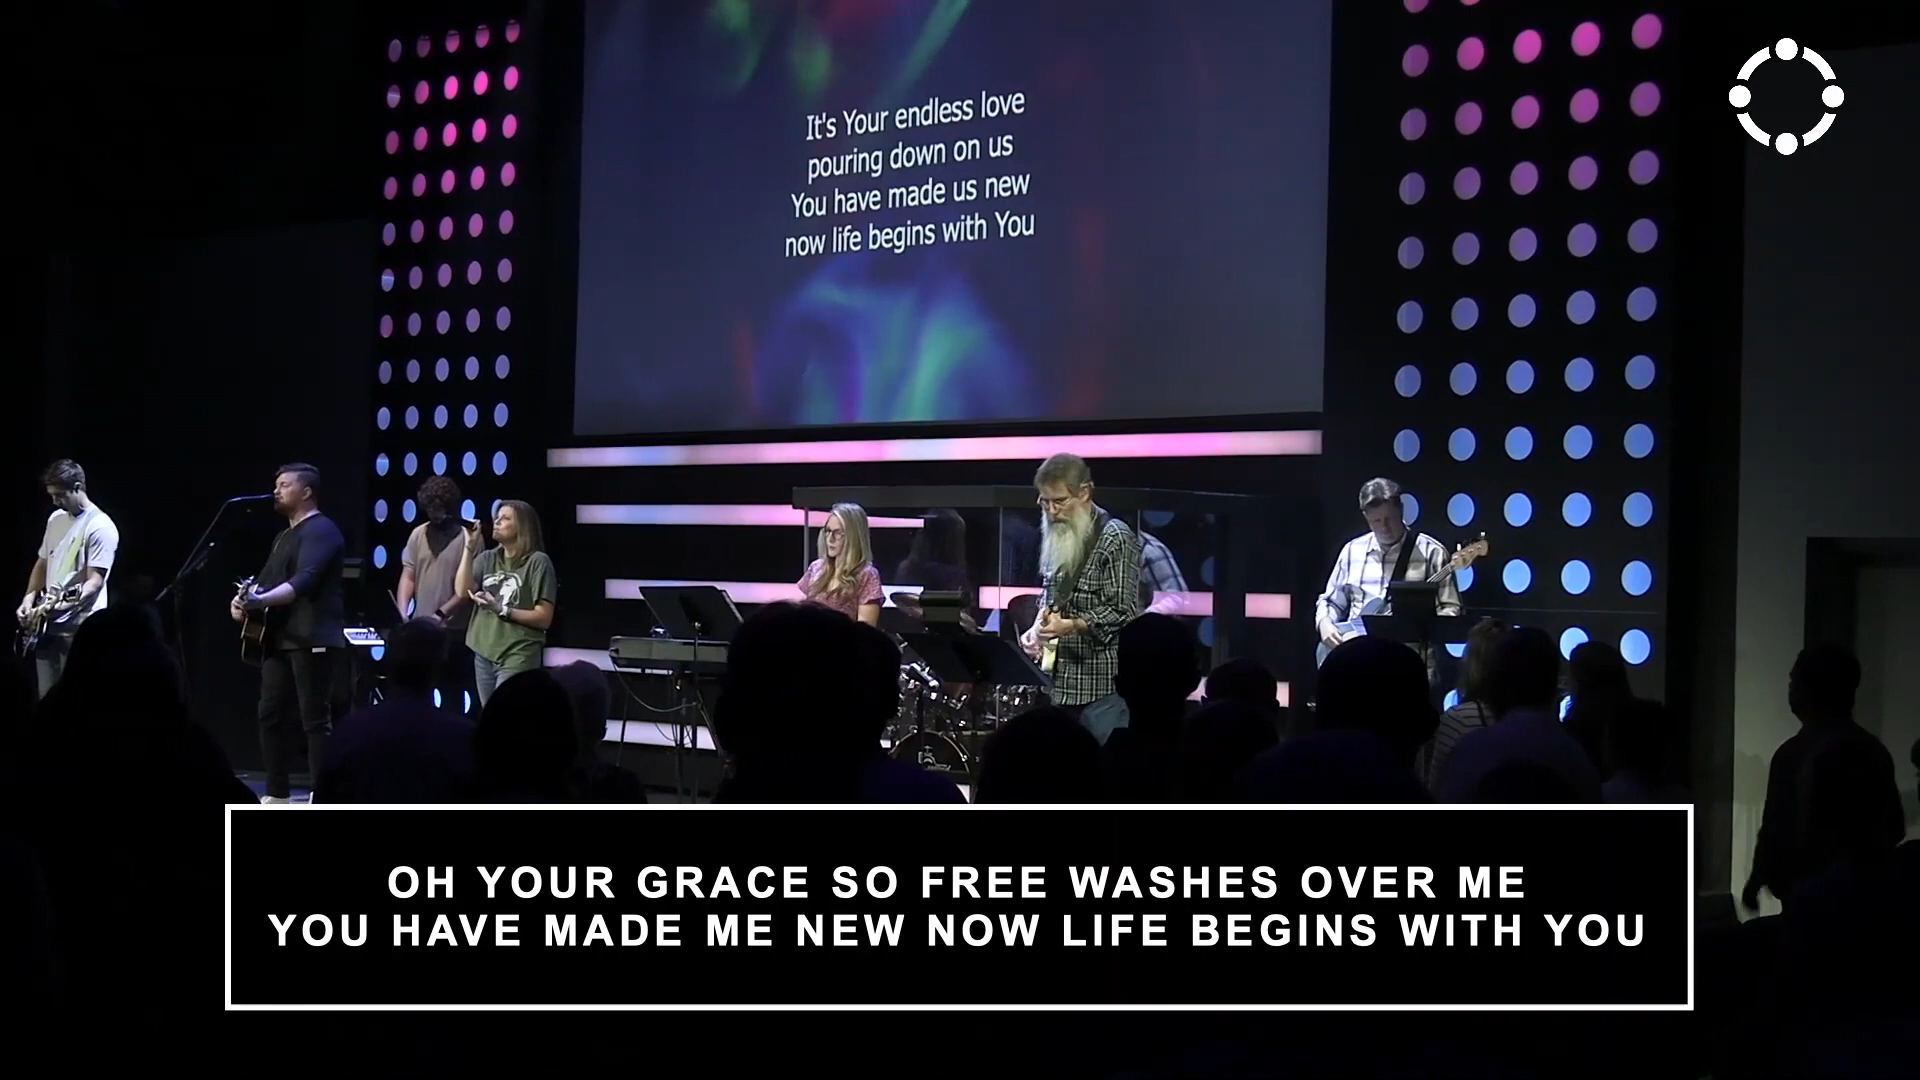 It's Your endless love
pouring down on us
You have made us new
now life begins with You
OH YOUR GRACE SO FREE WASHES OVER ME
YOU HAVE MADE ME NEW NOW LIFE BEGINS WITH YOU